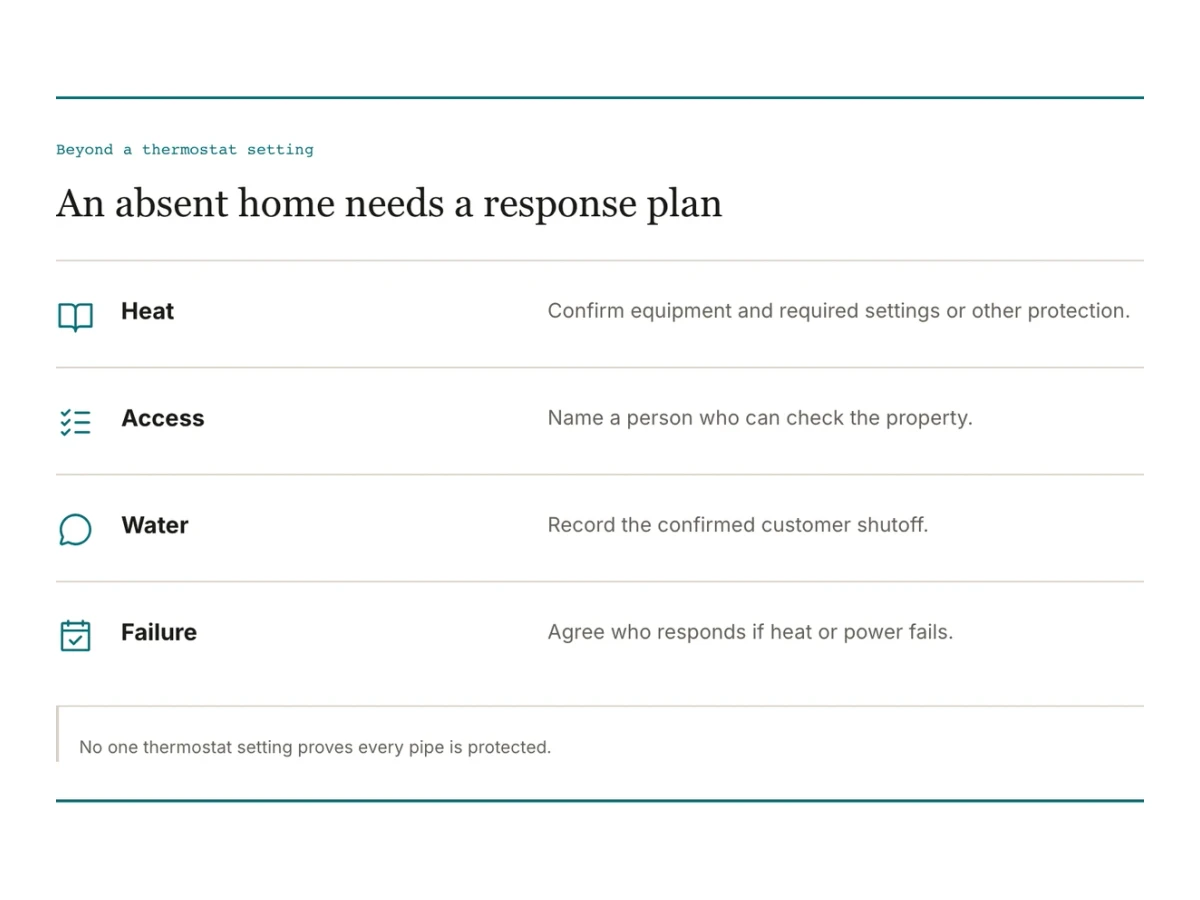 Beyond a thermostat setting
An absent home needs a response plan
Heat
Confirm equipment and required settings or other protection.
Access
Name a person who can check the property.
Water
Record the confirmed customer shutoff.
Failure
Agree who responds if heat or power fails.
No one thermostat setting proves every pipe is protected.